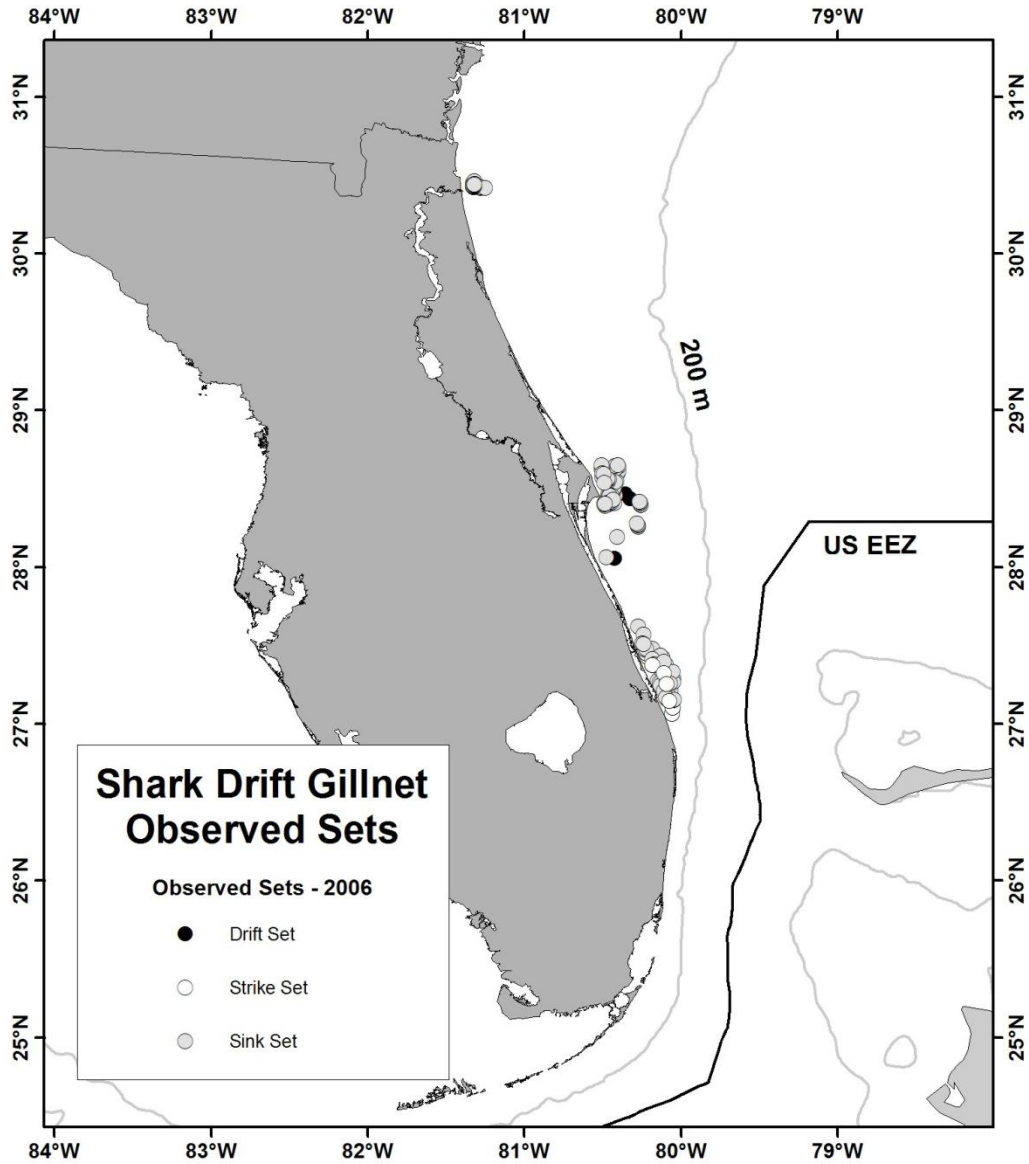 84°W 83°W 82°W 81°W 80°W 79°W
31°N 31°N
30°N 30°N
200 m
29°N 29°N
US EEZ
28°N 28°N
27°N 27°N
Shark Drift Gillnet
Observed Sets
Observed Sets - 2006
Drift Set
Strike Set
Sink Set
26°N 26°N
25°N 25°N
84°W 83°W 82°W 81°W 80°W 79°W